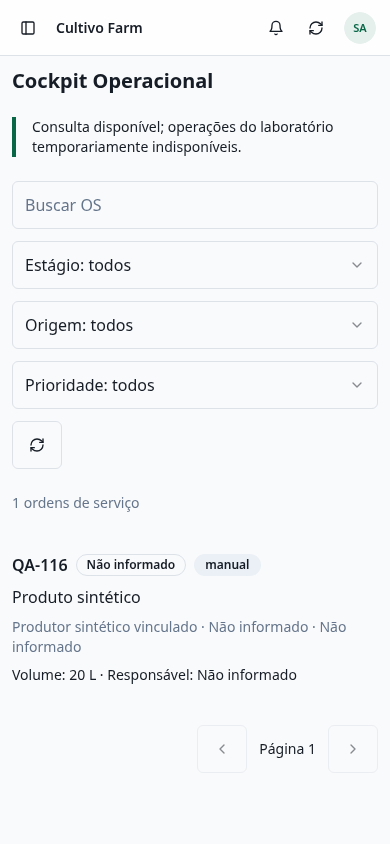 Cultivo Farm
SA
Cockpit Operacional
Consulta disponível; operações do laboratório
temporariamente indisponíveis.
Buscar OS
Estágio: todos
Origem: todos
Prioridade: todos
1 ordens de serviço
QA-116 Não informado manual
Produto sintético
Produtor sintético vinculado · Não informado · Não
informado
Volume: 20 L · Responsável: Não informado
Página 1